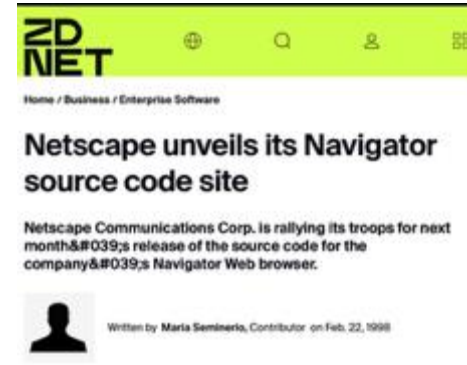 ZD
NET
Home / Business / Enterprise Software
Netscape unveils its Navigator
source code site
Netscape Communications Corp. is rallying its troops for next
month&#039;s release of the source code for the
company&#039;s Navigator Web browser.
Written by Maria Seminerio, Contributor on Feb. 22, 1998